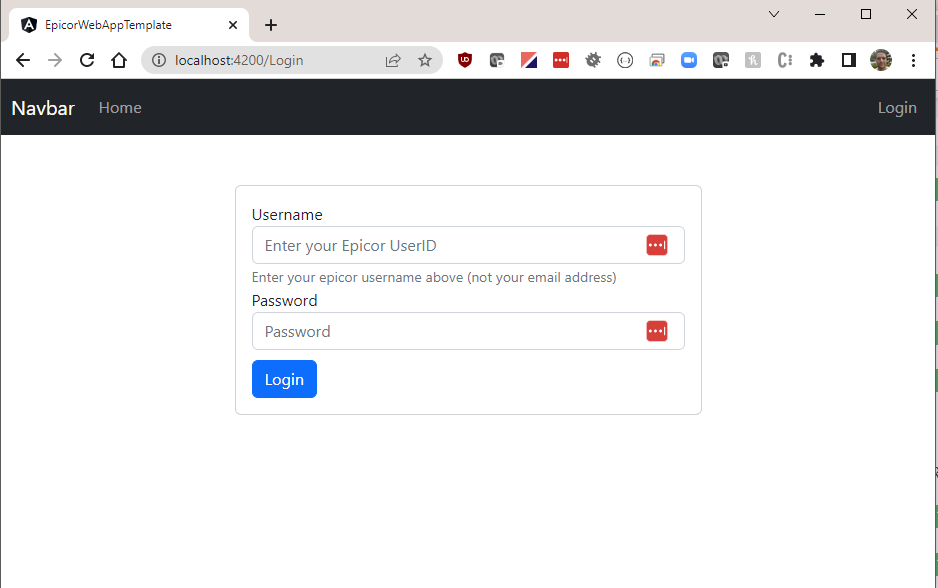 EpicorWebAppTemplate
localhost:4200/Login
Navbar Home Login
Username
Enter your Epicor UserID
Enter your epicor username above (not your email address)
Password
Password
Login